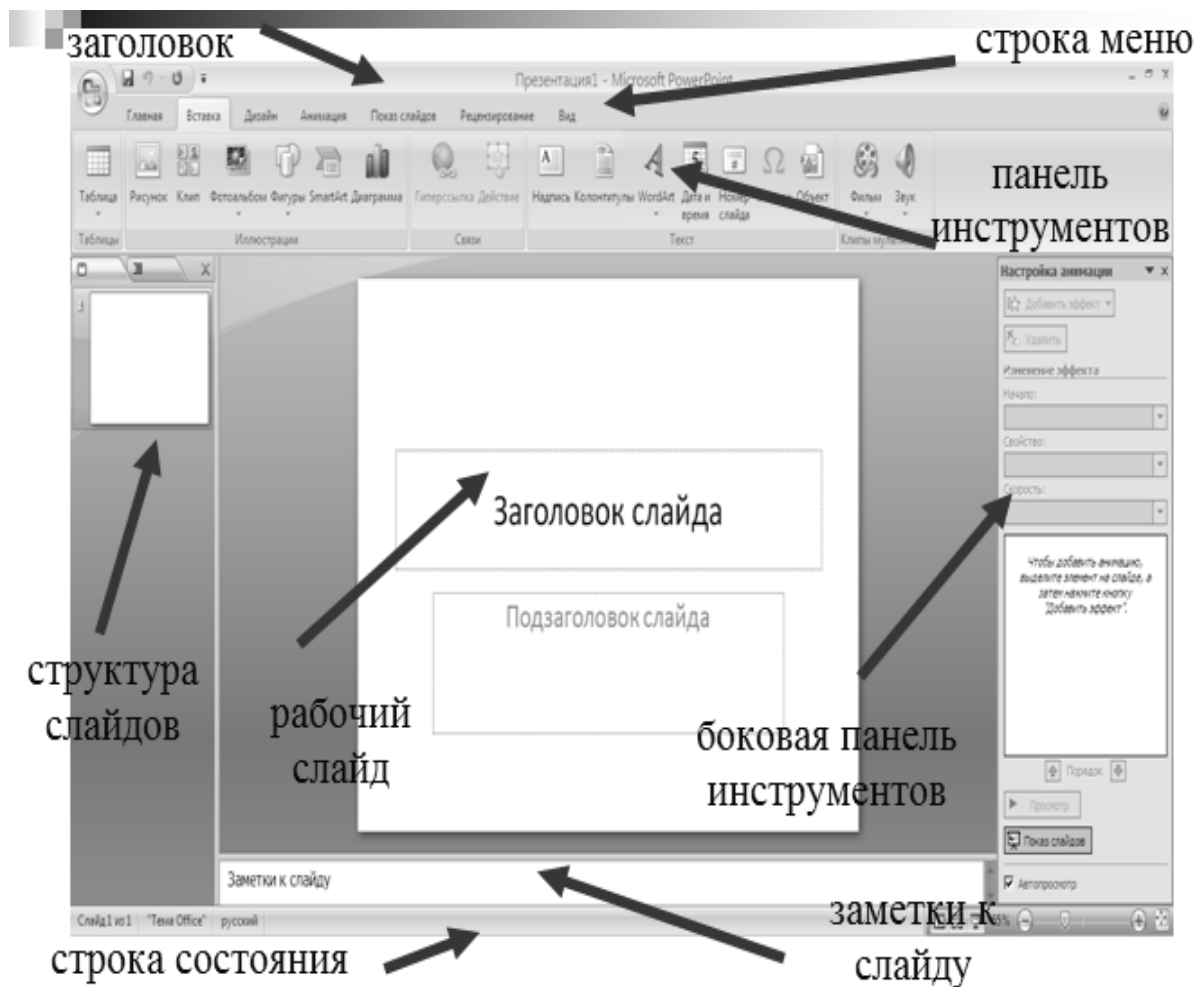 заголовок
строка меню
Презентация1 - Microsoft PowerPoint
Главная Вставка Дизайн Анимация Показ слайдов Рецензирование Вид
панель
инструментов
Таблица Рисунок Клип Фотоальбом Фигуры SmartArt Диаграмма Гиперссылка Действие Надпись Колонтитулы WordArt Дата и время Номер слайда Объект Фильм Звук
Таблицы Иллюстрации Связи Текст Клипы
Настройка анимации
Добавить эффект
Удалить
Изменение эффекта
Начало:
Свойство:
Скорость:
1
Заголовок слайда
Подзаголовок слайда
Чтобы добавить анимацию,
выделите элемент на слайде, а
затем нажмите кнопку
"Добавить эффект".
структура
слайдов
рабочий
слайд
боковая панель
инструментов
Порядок
Просмотр
Показ слайдов
Автопросмотр
Заметки к слайду
заметки к
слайду
Слайд 1 из 1 "Тема Office" русский
строка состояния